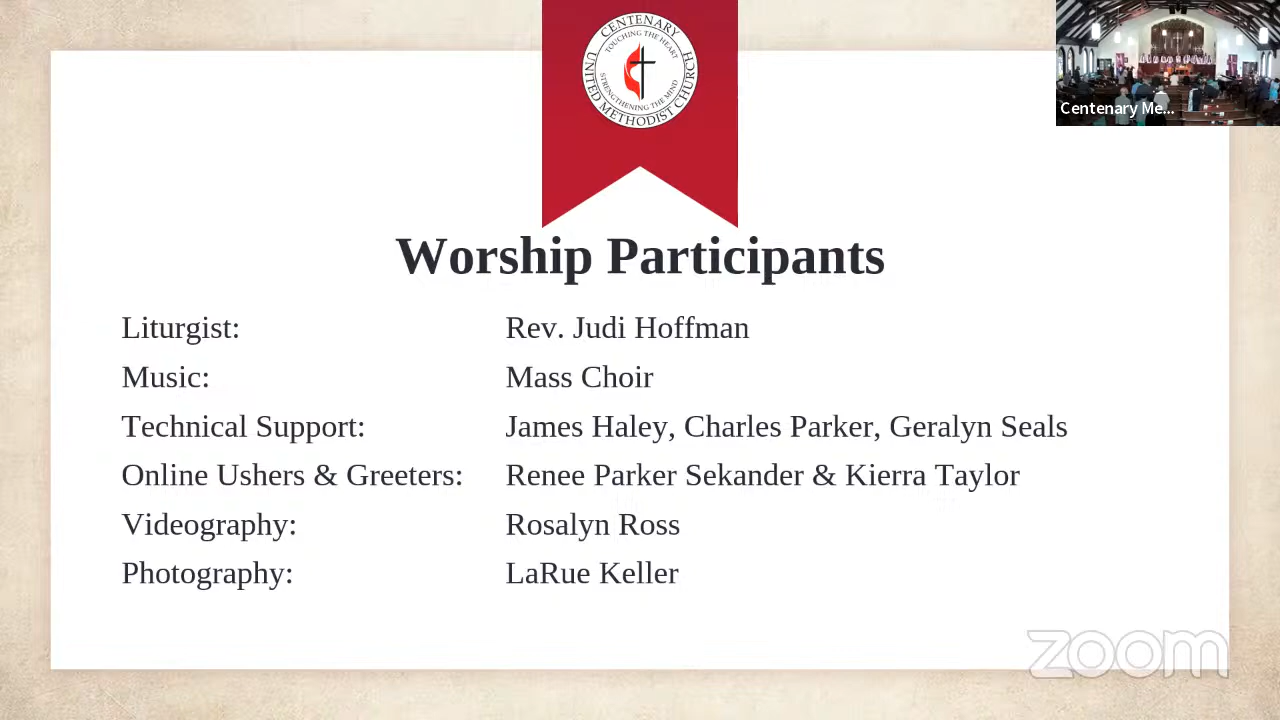 CENTENARY
TOUCHING THE HEART
STRENGTHENING THE MIND
UNITED METHODIST CHURCH
Centenary Me...
Worship Participants
Liturgist: Rev. Judi Hoffman
Music: Mass Choir
Technical Support: James Haley, Charles Parker, Geralyn Seals
Online Ushers & Greeters: Renee Parker Sekander & Kierra Taylor
Videography: Rosalyn Ross
Photography: LaRue Keller
zoom